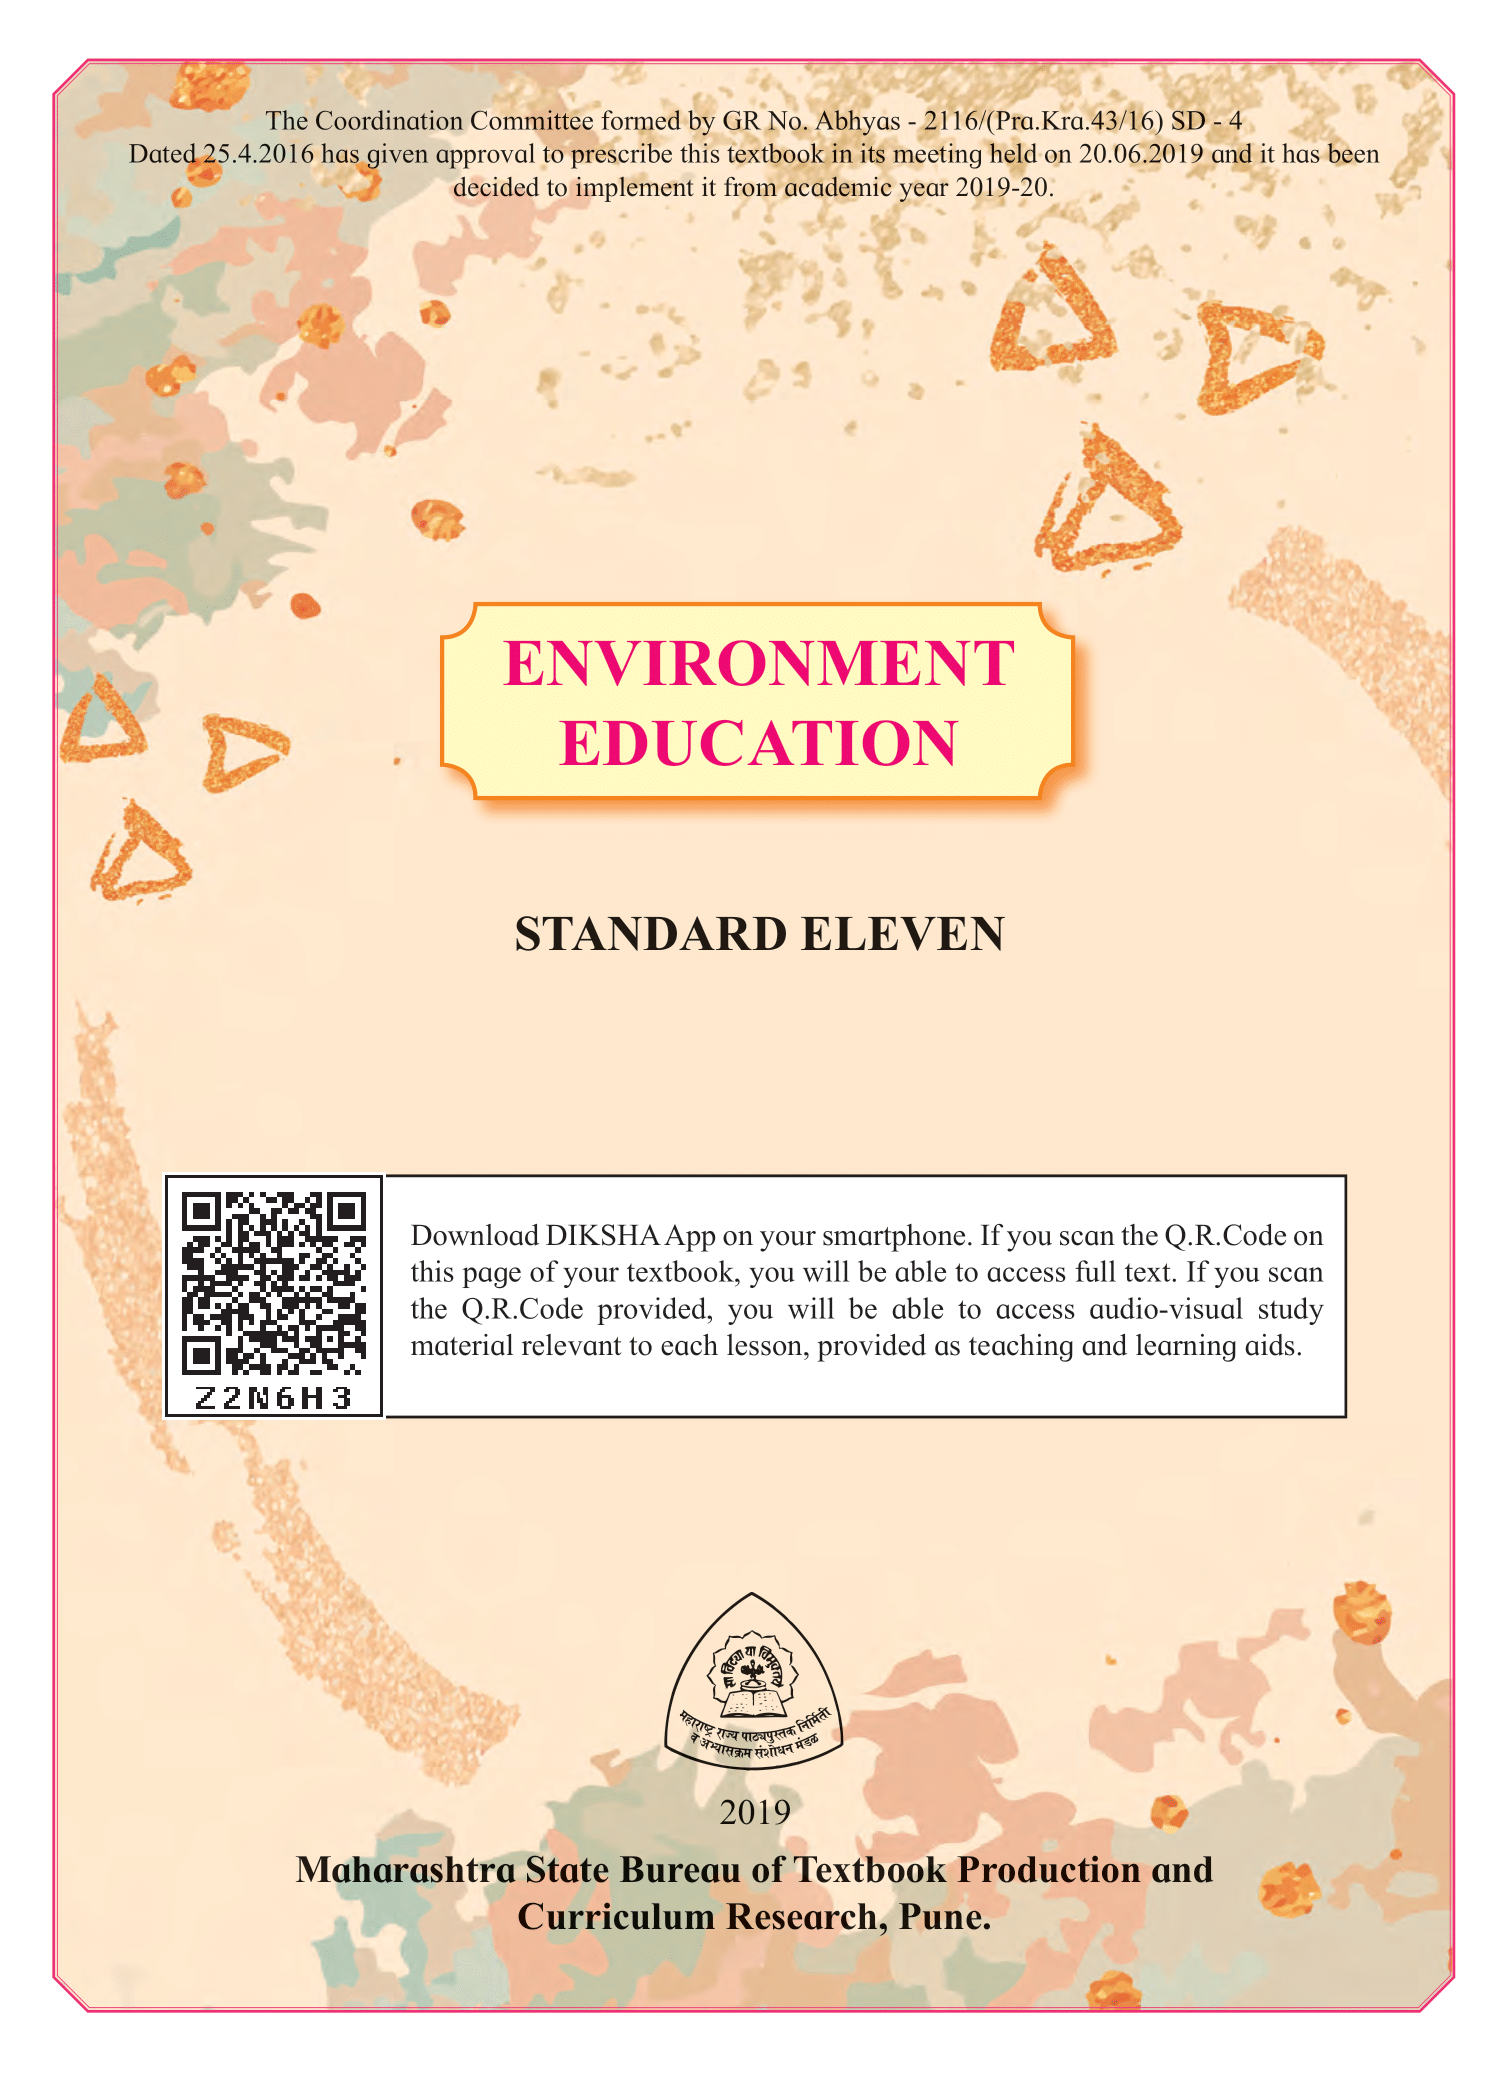 The Coordination Committee formed by GR No. Abhyas - 2116/(Pra.Kra.43/16) SD - 4
Dated 25.4.2016 has given approval to prescribe this textbook in its meeting held on 20.06.2019 and it has been
decided to implement it from academic year 2019-20.
ENVIRONMENT
EDUCATION
STANDARD ELEVEN
Download DIKSHA App on your smartphone. If you scan the Q.R.Code on
this page of your textbook, you will be able to access full text. If you scan
the Q.R.Code provided, you will be able to access audio-visual study
material relevant to each lesson, provided as teaching and learning aids.
Z2N6H3
सा विद्या या विमुक्तये
महाराष्ट्र राज्य पाठ्यपुस्तक निर्मिती
व अभ्यासक्रम संशोधन मंडळ
2019
Maharashtra State Bureau of Textbook Production and
Curriculum Research, Pune.